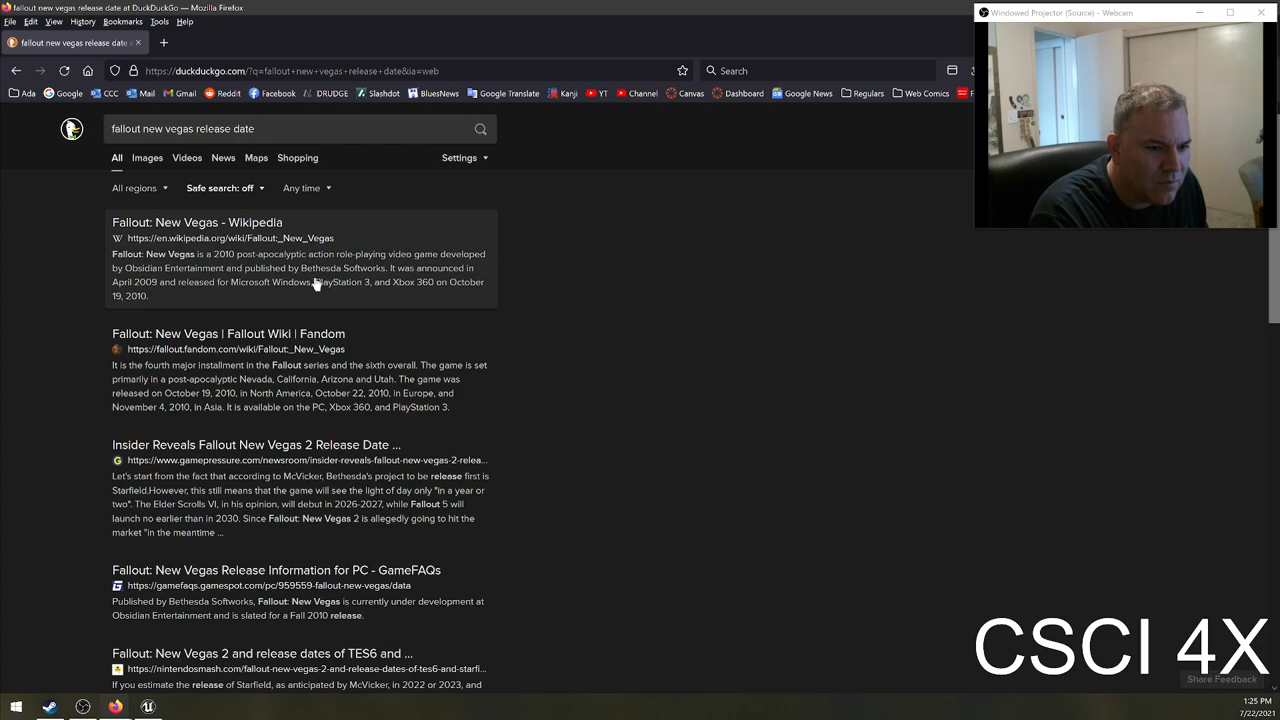 fallout new vegas release date at DuckDuckGo — Mozilla Firefox
File Edit View History Bookmarks Tools Help
fallout new vegas release date
https://duckduckgo.com/?q=fallout+new+vegas+release+date&ia=web
Search
Ada Google CCC Mail Gmail Reddit Facebook DRUDGE Slashdot BluesNews Google Translate Kanji YT Channel Canvas Dashboard Google News Regulars Web Comics
Windowed Projector (Source) - Webcam
fallout new vegas release date
All Images Videos News Maps Shopping Settings
All regions Safe search: off Any time
Fallout: New Vegas - Wikipedia
W https://en.wikipedia.org/wiki/Fallout:_New_Vegas
Fallout: New Vegas is a 2010 post-apocalyptic action role-playing video game developed
by Obsidian Entertainment and published by Bethesda Softworks. It was announced in
April 2009 and released for Microsoft Windows, PlayStation 3, and Xbox 360 on October
19, 2010.
Fallout: New Vegas | Fallout Wiki | Fandom
https://fallout.fandom.com/wiki/Fallout:_New_Vegas
It is the fourth major installment in the Fallout series and the sixth overall. The game is set
primarily in a post-apocalyptic Nevada, California, Arizona and Utah. The game was
released on October 19, 2010, in North America, October 22, 2010, in Europe, and
November 4, 2010, in Asia. It is available on the PC, Xbox 360, and PlayStation 3.
Insider Reveals Fallout New Vegas 2 Release Date ...
https://www.gamepressure.com/newsroom/insider-reveals-fallout-new-vegas-2-relea...
Let's start from the fact that according to McVicker, Bethesda's project to be release first is
Starfield.However, this still means that the game will see the light of day only "in a year or
two". The Elder Scrolls VI, in his opinion, will debut in 2026-2027, while Fallout 5 will
launch no earlier than in 2030. Since Fallout: New Vegas 2 is allegedly going to hit the
market "in the meantime ...
Fallout: New Vegas Release Information for PC - GameFAQs
https://gamefaqs.gamespot.com/pc/959559-fallout-new-vegas/data
Published by Bethesda Softworks, Fallout: New Vegas is currently under development at
Obsidian Entertainment and is slated for a Fall 2010 release.
Fallout: New Vegas 2 and release dates of TES6 and ...
https://nintendosmash.com/fallout-new-vegas-2-and-release-dates-of-tes6-and-starfi...
If you estimate the release of Starfield, as anticipated by McVicker, in 2022 or 2023, and
CSCI 4X
Share Feedback
1:25 PM
7/22/2021